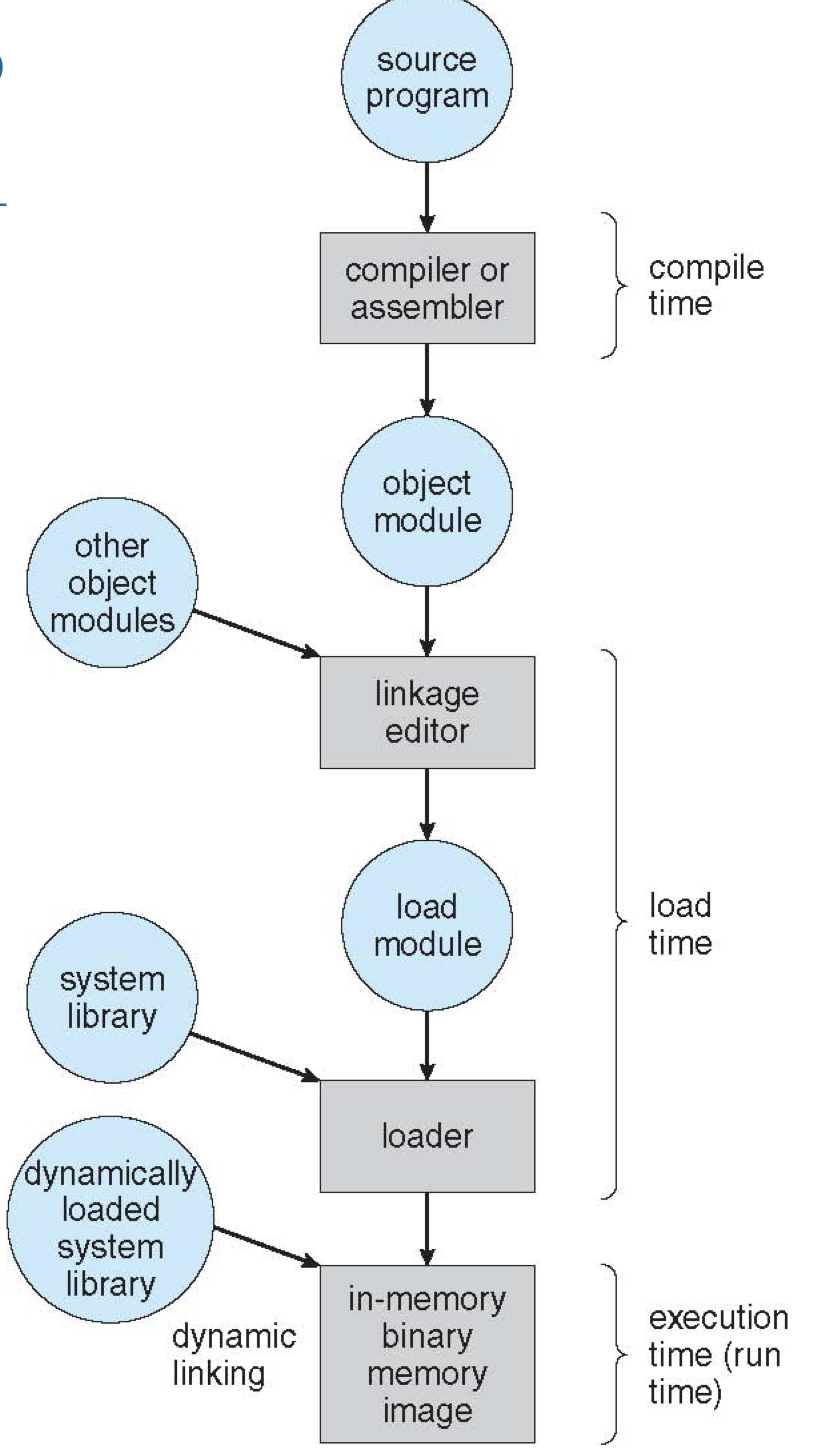 source
program
compiler or
assembler
compile
time
object
module
other
object
modules
linkage
editor
load
module
load
time
system
library
loader
dynamically
loaded
system
library
dynamic
linking
in-memory
binary
memory
image
execution
time (run
time)